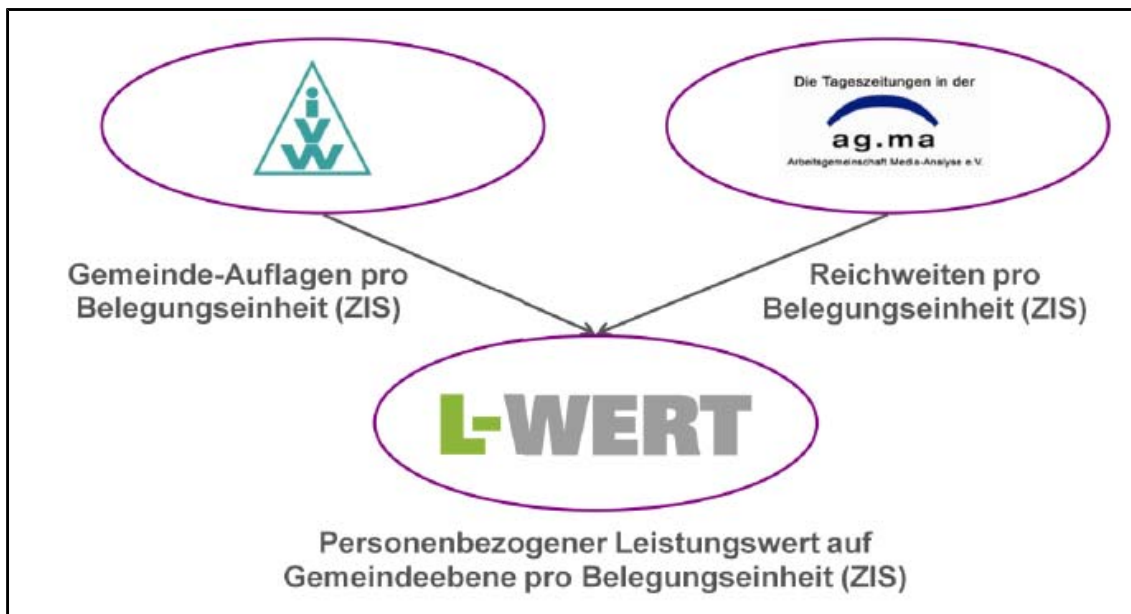 iVW
Die Tageszeitungen in der
ag.ma
Arbeitsgemeinschaft Media-Analyse e.V.
Gemeinde-Auflagen pro
Belegungseinheit (ZIS)
Reichweiten pro
Belegungseinheit (ZIS)
L-WERT
Personenbezogener Leistungswert auf
Gemeindeebene pro Belegungseinheit (ZIS)